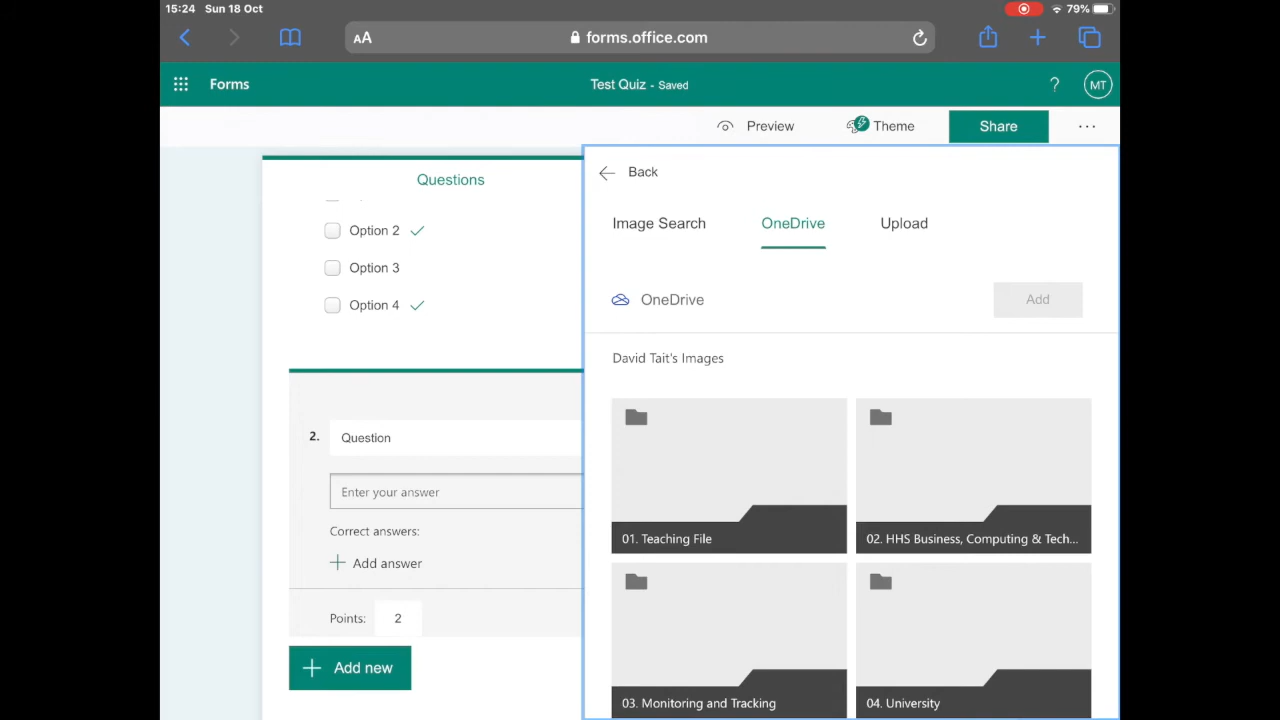 15:24 Sun 18 Oct
79%
AA
forms.office.com
Forms
Test Quiz - Saved
?
MT
Preview
Theme
Share
...
Questions
Option 2
Option 3
Option 4
2. Question
Enter your answer
Correct answers:
Add answer
Points: 2
Add new
Back
Image Search OneDrive Upload
OneDrive
Add
David Tait's Images
01. Teaching File
02. HHS Business, Computing & Tech...
03. Monitoring and Tracking
04. University